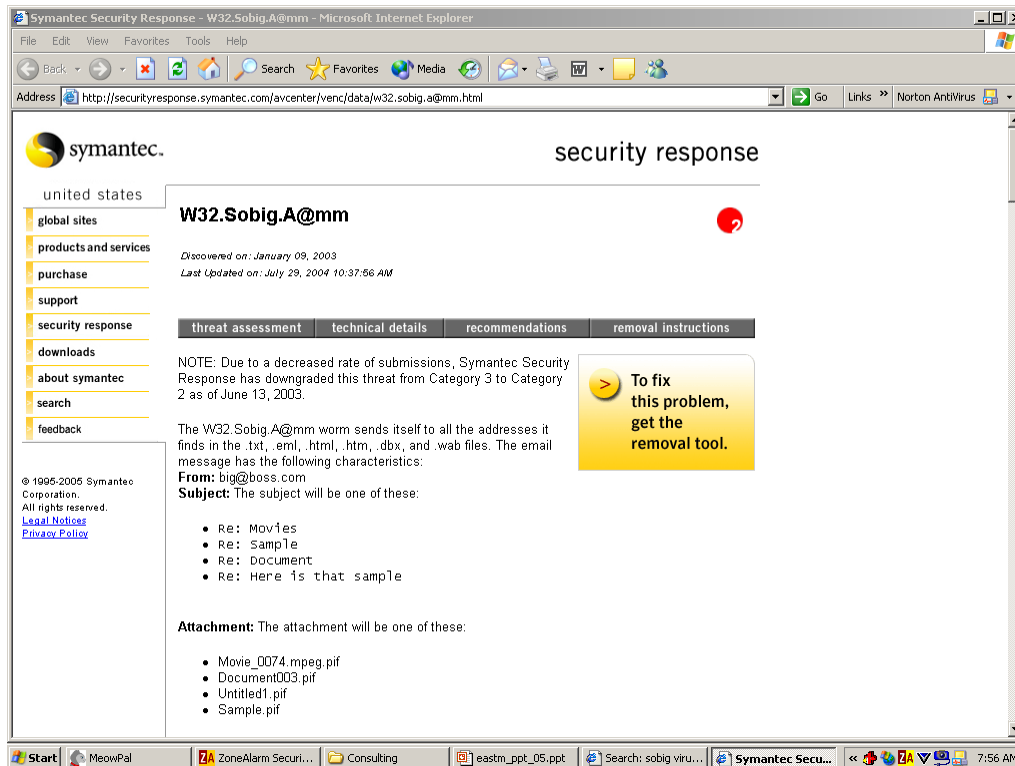 Symantec Security Response - W32.Sobig.A@mm - Microsoft Internet Explorer
File Edit View Favorites Tools Help
Back Search Favorites Media
Address http://securityresponse.symantec.com/avcenter/venc/data/w32.sobig.a@mm.html Go Links » Norton AntiVirus
symantec.
security response
united states
global sites
products and services
purchase
support
security response
downloads
about symantec
search
feedback
© 1995-2005 Symantec
Corporation.
All rights reserved.
Legal Notices
Privacy Policy
W32.Sobig.A@mm
2
Discovered on: January 09, 2003
Last Updated on: July 29, 2004 10:37:56 AM
threat assessment technical details recommendations removal instructions
NOTE: Due to a decreased rate of submissions, Symantec Security
Response has downgraded this threat from Category 3 to Category
2 as of June 13, 2003.
To fix
this problem,
get the
removal tool.
The W32.Sobig.A@mm worm sends itself to all the addresses it
finds in the .txt, .eml, .html, .htm, .dbx, and .wab files. The email
message has the following characteristics:
From: big@boss.com
Subject: The subject will be one of these:
Re: Movies
Re: Sample
Re: Document
Re: Here is that sample
Attachment: The attachment will be one of these:
Movie_0074.mpeg.pif
Document003.pif
Untitled1.pif
Sample.pif
Start MeowPal ZA ZoneAlarm Securi... Consulting eastm_ppt_05.ppt Search: sobig viru... Symantec Secu... « ZA 7:56 AM